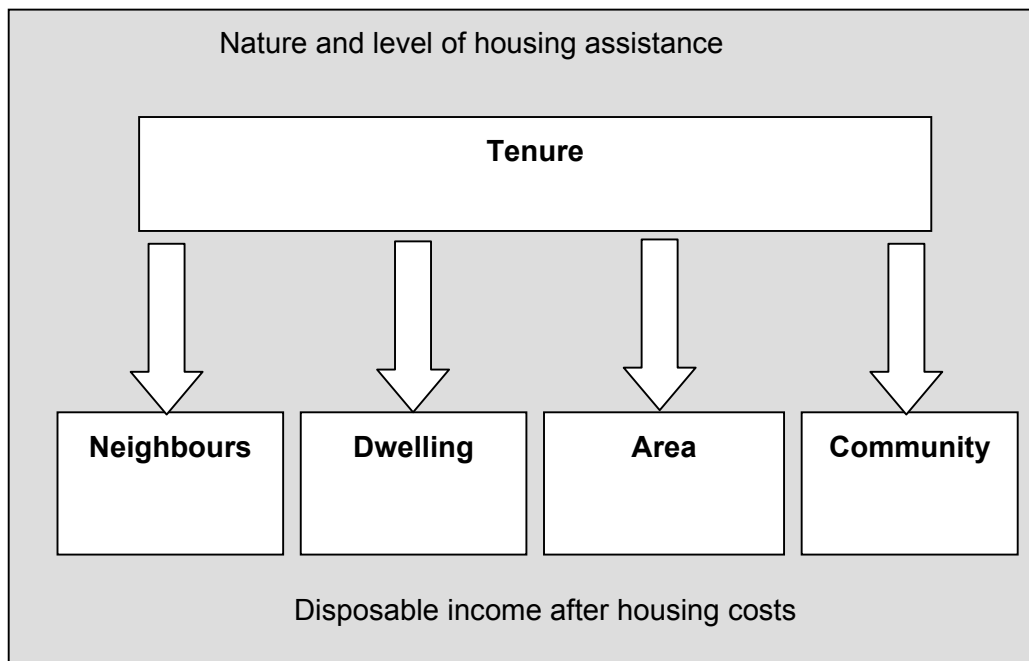 Nature and level of housing assistance
Tenure
Neighbours
Dwelling
Area
Community
Disposable income after housing costs